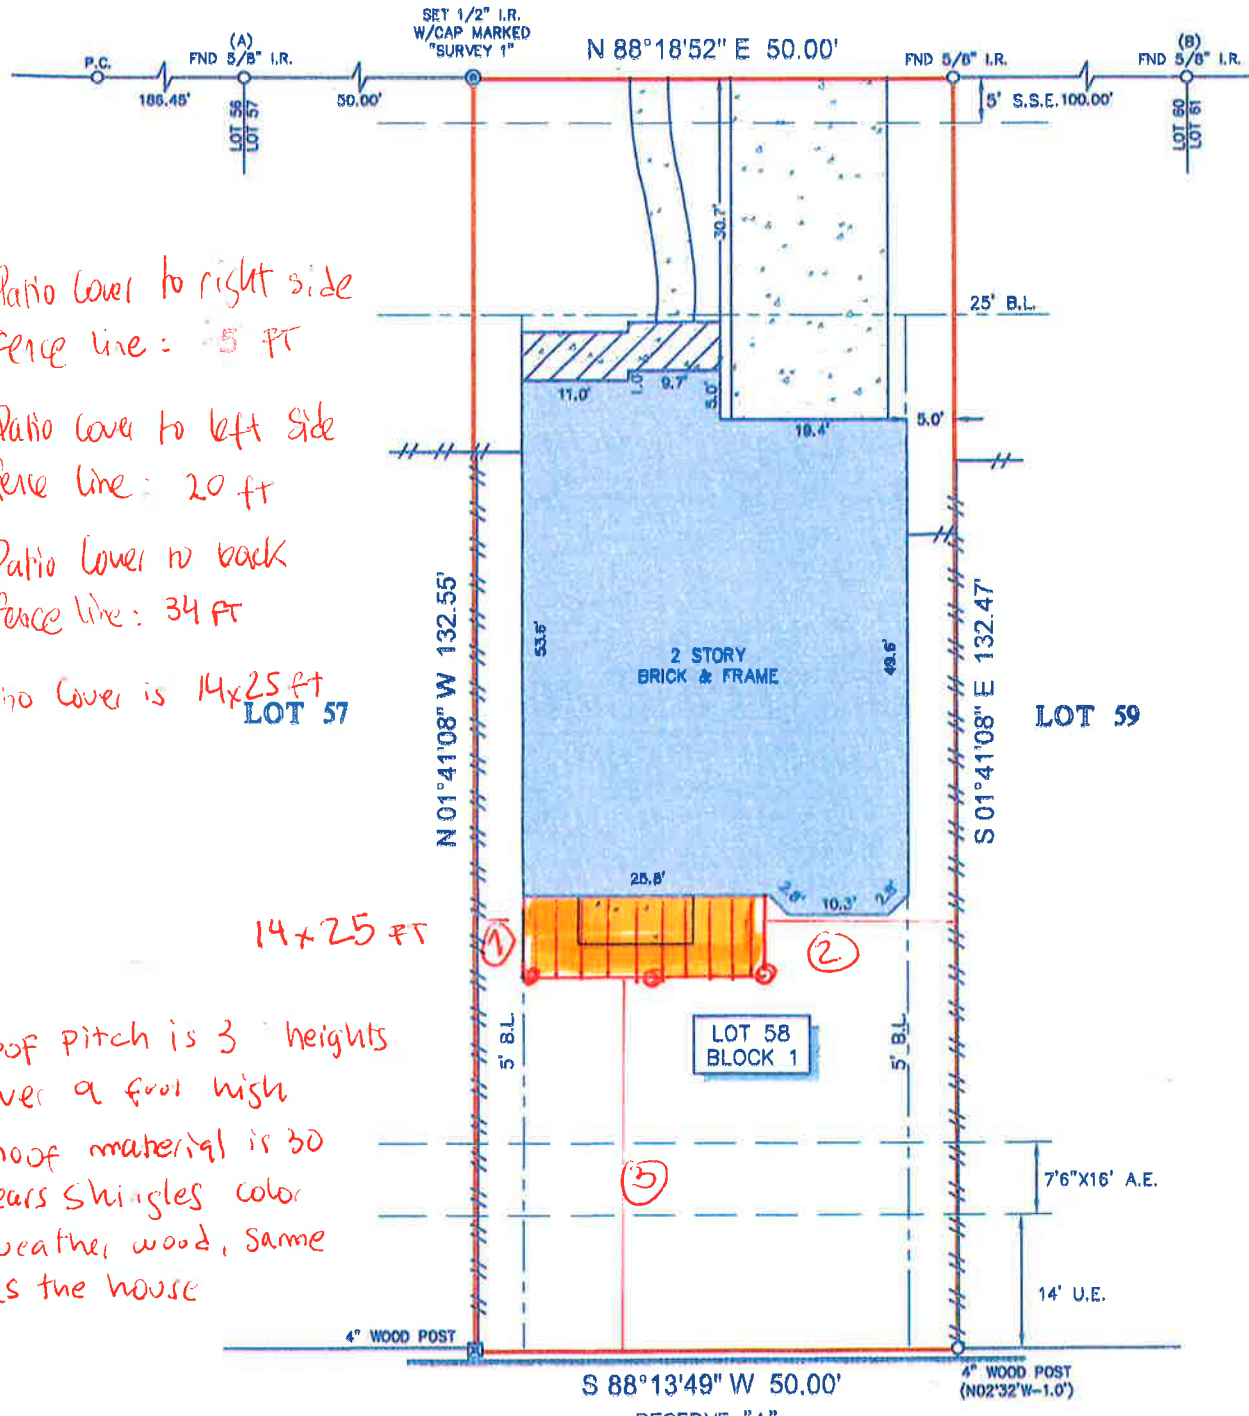 SET 1/2" I.R.
W/CAP MARKED
"SURVEY 1"
N 88°18'52" E 50.00'
(A)
FND 5/8" I.R.
P.C.
FND 5/8" I.R.
(B)
FND 5/8" I.R.
186.45'
50.00'
5' S.S.E.
100.00'
LOT 56
LOT 57
LOT 60
LOT 61
30.7'
25' B.L.
Patio Cover to right side
fence line: 5 FT
11.0'
1.0'
9.7'
5.0'
19.4'
5.0'
Patio Cover to left side
fence line: 20 ft
Patio Cover to back
fence line: 34 FT
N 01°41'08" W 132.55'
53.6'
2 STORY
BRICK & FRAME
49.6'
S 01°41'08" E 132.47'
Cover is 14x25 ft
LOT 57
LOT 59
25.8'
2.8'
10.3'
2.8'
14x25 FT
1
2
LOT 58
BLOCK 1
5' B.L.
5' B.L.
roof pitch is 3 heights
over a foot high
roof material is 30
years shingles color
weather wood, same
as the house
3
7'6"X16' A.E.
14' U.E.
4" WOOD POST
S 88°13'49" W 50.00'
4" WOOD POST
(N02°32'W-1.0')
RESERVE "A"